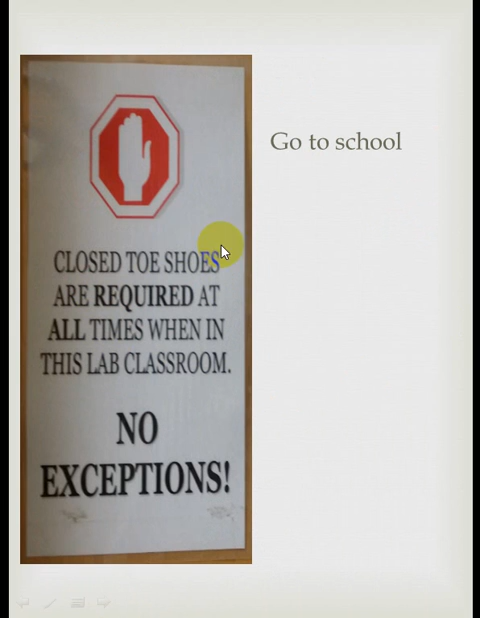 CLOSED TOE SHOES
ARE REQUIRED AT
ALL TIMES WHEN IN
THIS LAB CLASSROOM.
NO
EXCEPTIONS!
Go to school